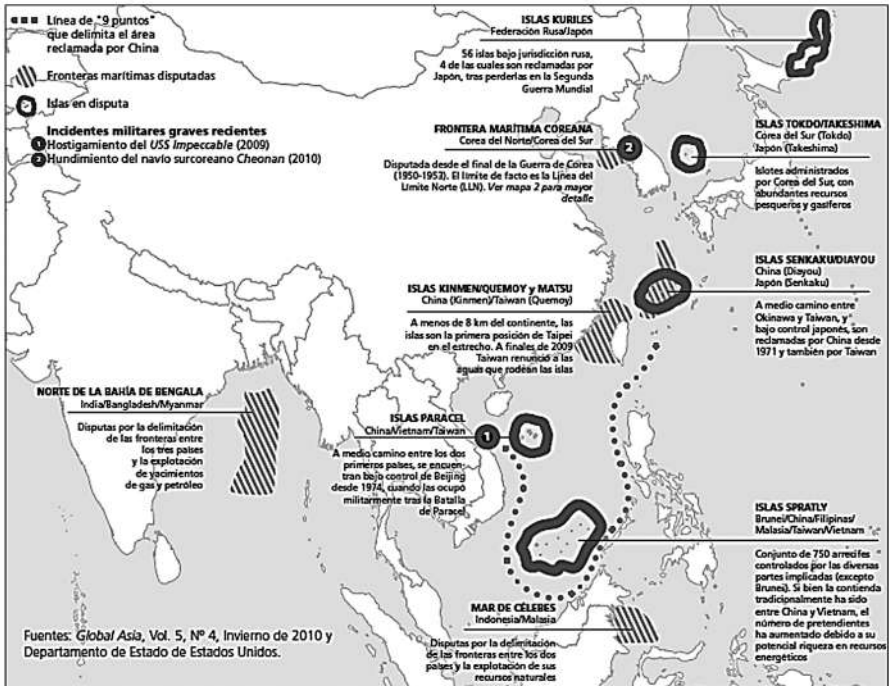 Línea de "9 puntos"
que delimita el área
reclamada por China
Fronteras marítimas disputadas
Islas en disputa
Incidentes militares graves recientes
1 Hostigamiento del USS Impeccable (2009)
2 Hundimiento del navío surcoreano Cheonan (2010)
ISLAS KURILES
Federación Rusa/Japón
56 islas bajo jurisdicción rusa,
4 de las cuales son reclamadas por
Japón, tras perderlas en la Segunda
Guerra Mundial
FRONTERA MARÍTIMA COREANA
Corea del Norte/Corea del Sur
Disputada desde el final de la Guerra de Corea
(1950-1953). El límite de facto es la Línea del
Límite Norte (LLN). Ver mapa 2 para mayor
detalle
2
ISLAS TOKDO/TAKESHIMA
Corea del Sur (Tokdo)
Japón (Takeshima)
Islotes administrados
por Corea del Sur, con
abundantes recursos
pesqueros y gasíferos
ISLAS SENKAKU/DIAYOU
China (Diayou)
Japón (Senkaku)
A medio camino entre
Okinawa y Taiwan, y
bajo control japonés, son
reclamadas por China desde
1971 y también por Taiwan
ISLAS KINMEN/QUEMOY y MATSU
China (Kinmen)/Taiwan (Quemoy)
A menos de 8 km del continente, las
islas son la primera posición de Taipei
en el estrecho. A finales de 2009
Taiwan renunció a las
aguas que rodean las islas
NORTE DE LA BAHÍA DE BENGALA
India/Bangladesh/Myanmar
Disputas por la delimitación
de las fronteras entre
los tres países
y la explotación
de yacimientos
de gas y petróleo
ISLAS PARACEL
China/Vietnam/Taiwan
1
A medio camino entre los dos
primeros países, se encuen-
tran bajo control de Beijing
desde 1974, cuando las ocupó
militarmente tras la Batalla
de Paracel
ISLAS SPRATLY
Brunei/China/Filipinas/
Malasia/Taiwan/Vietnam
Conjunto de 750 arrecifes
controlados por las diversas
partes implicadas (excepto
Brunei). Si bien la contienda
tradicionalmente ha sido
entre China y Vietnam, el
número de pretendientes
ha aumentado debido a su
potencial riqueza en recursos
energéticos
MAR DE CÉLEBES
Indonesia/Malasia
Disputas por la delimitación
de las fronteras entre los dos
países y la explotación de sus
recursos naturales
Fuentes: Global Asia, Vol. 5, Nº 4, Invierno de 2010 y
Departamento de Estado de Estados Unidos.